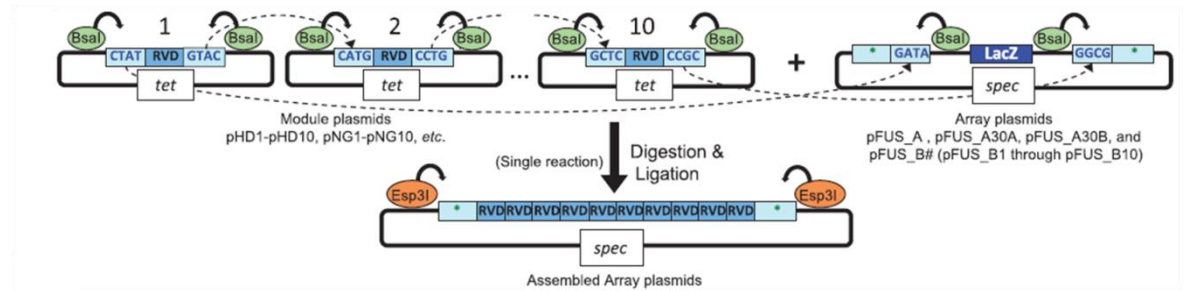 1
2
10
BsaI BsaI BsaI BsaI BsaI BsaI BsaI BsaI
CTAT RVD GTAC
CATG RVD CCTG
GCTC RVD CCGC
* GATA LacZ GGCG *
tet
tet
...
tet
+
spec
Module plasmids
pHD1-pHD10, pNG1-pNG10, etc.
Array plasmids
pFUS_A , pFUS_A30A, pFUS_A30B, and
pFUS_B# (pFUS_B1 through pFUS_B10)
(Single reaction)
Digestion &
Ligation
Esp3I Esp3I
* RVD RVD RVD RVD RVD RVD RVD RVD RVD RVD *
spec
Assembled Array plasmids